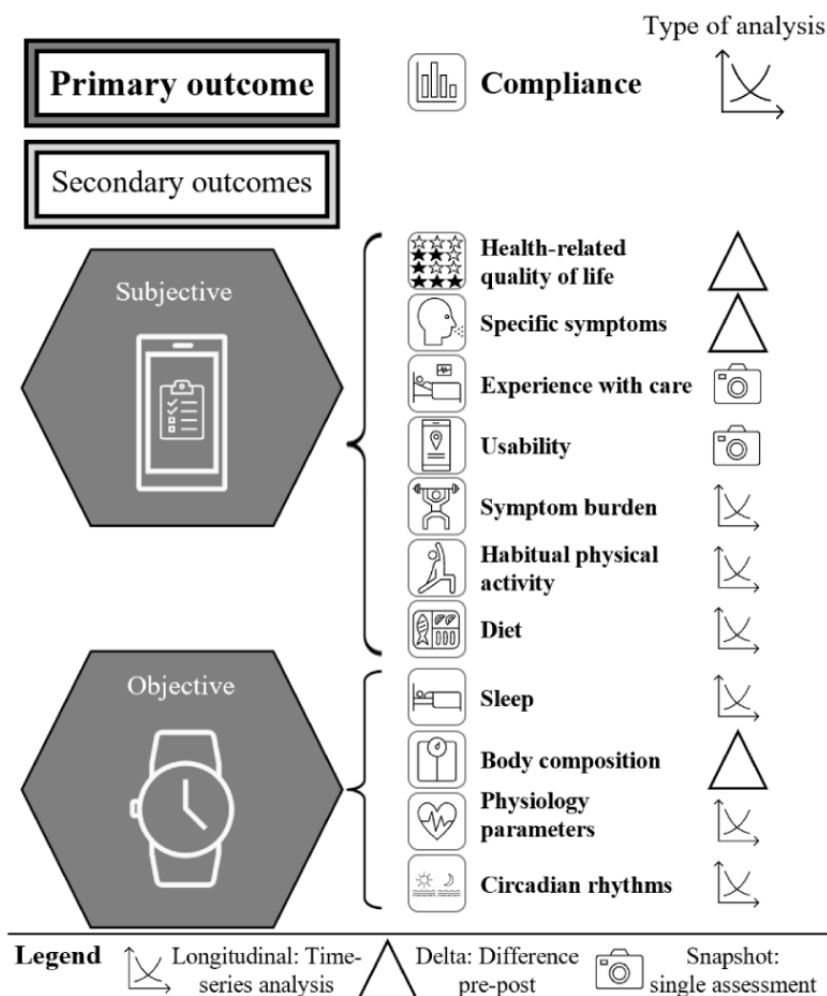 Type of analysis
Primary outcome
Compliance
Secondary outcomes
Subjective
Health-related
quality of life
Specific symptoms
Experience with care
Usability
Symptom burden
Habitual physical
activity
Diet
Objective
Sleep
Body composition
Physiology
parameters
Circadian rhythms
Legend
Longitudinal: Time-
series analysis
Delta: Difference
pre-post
Snapshot:
single assessment